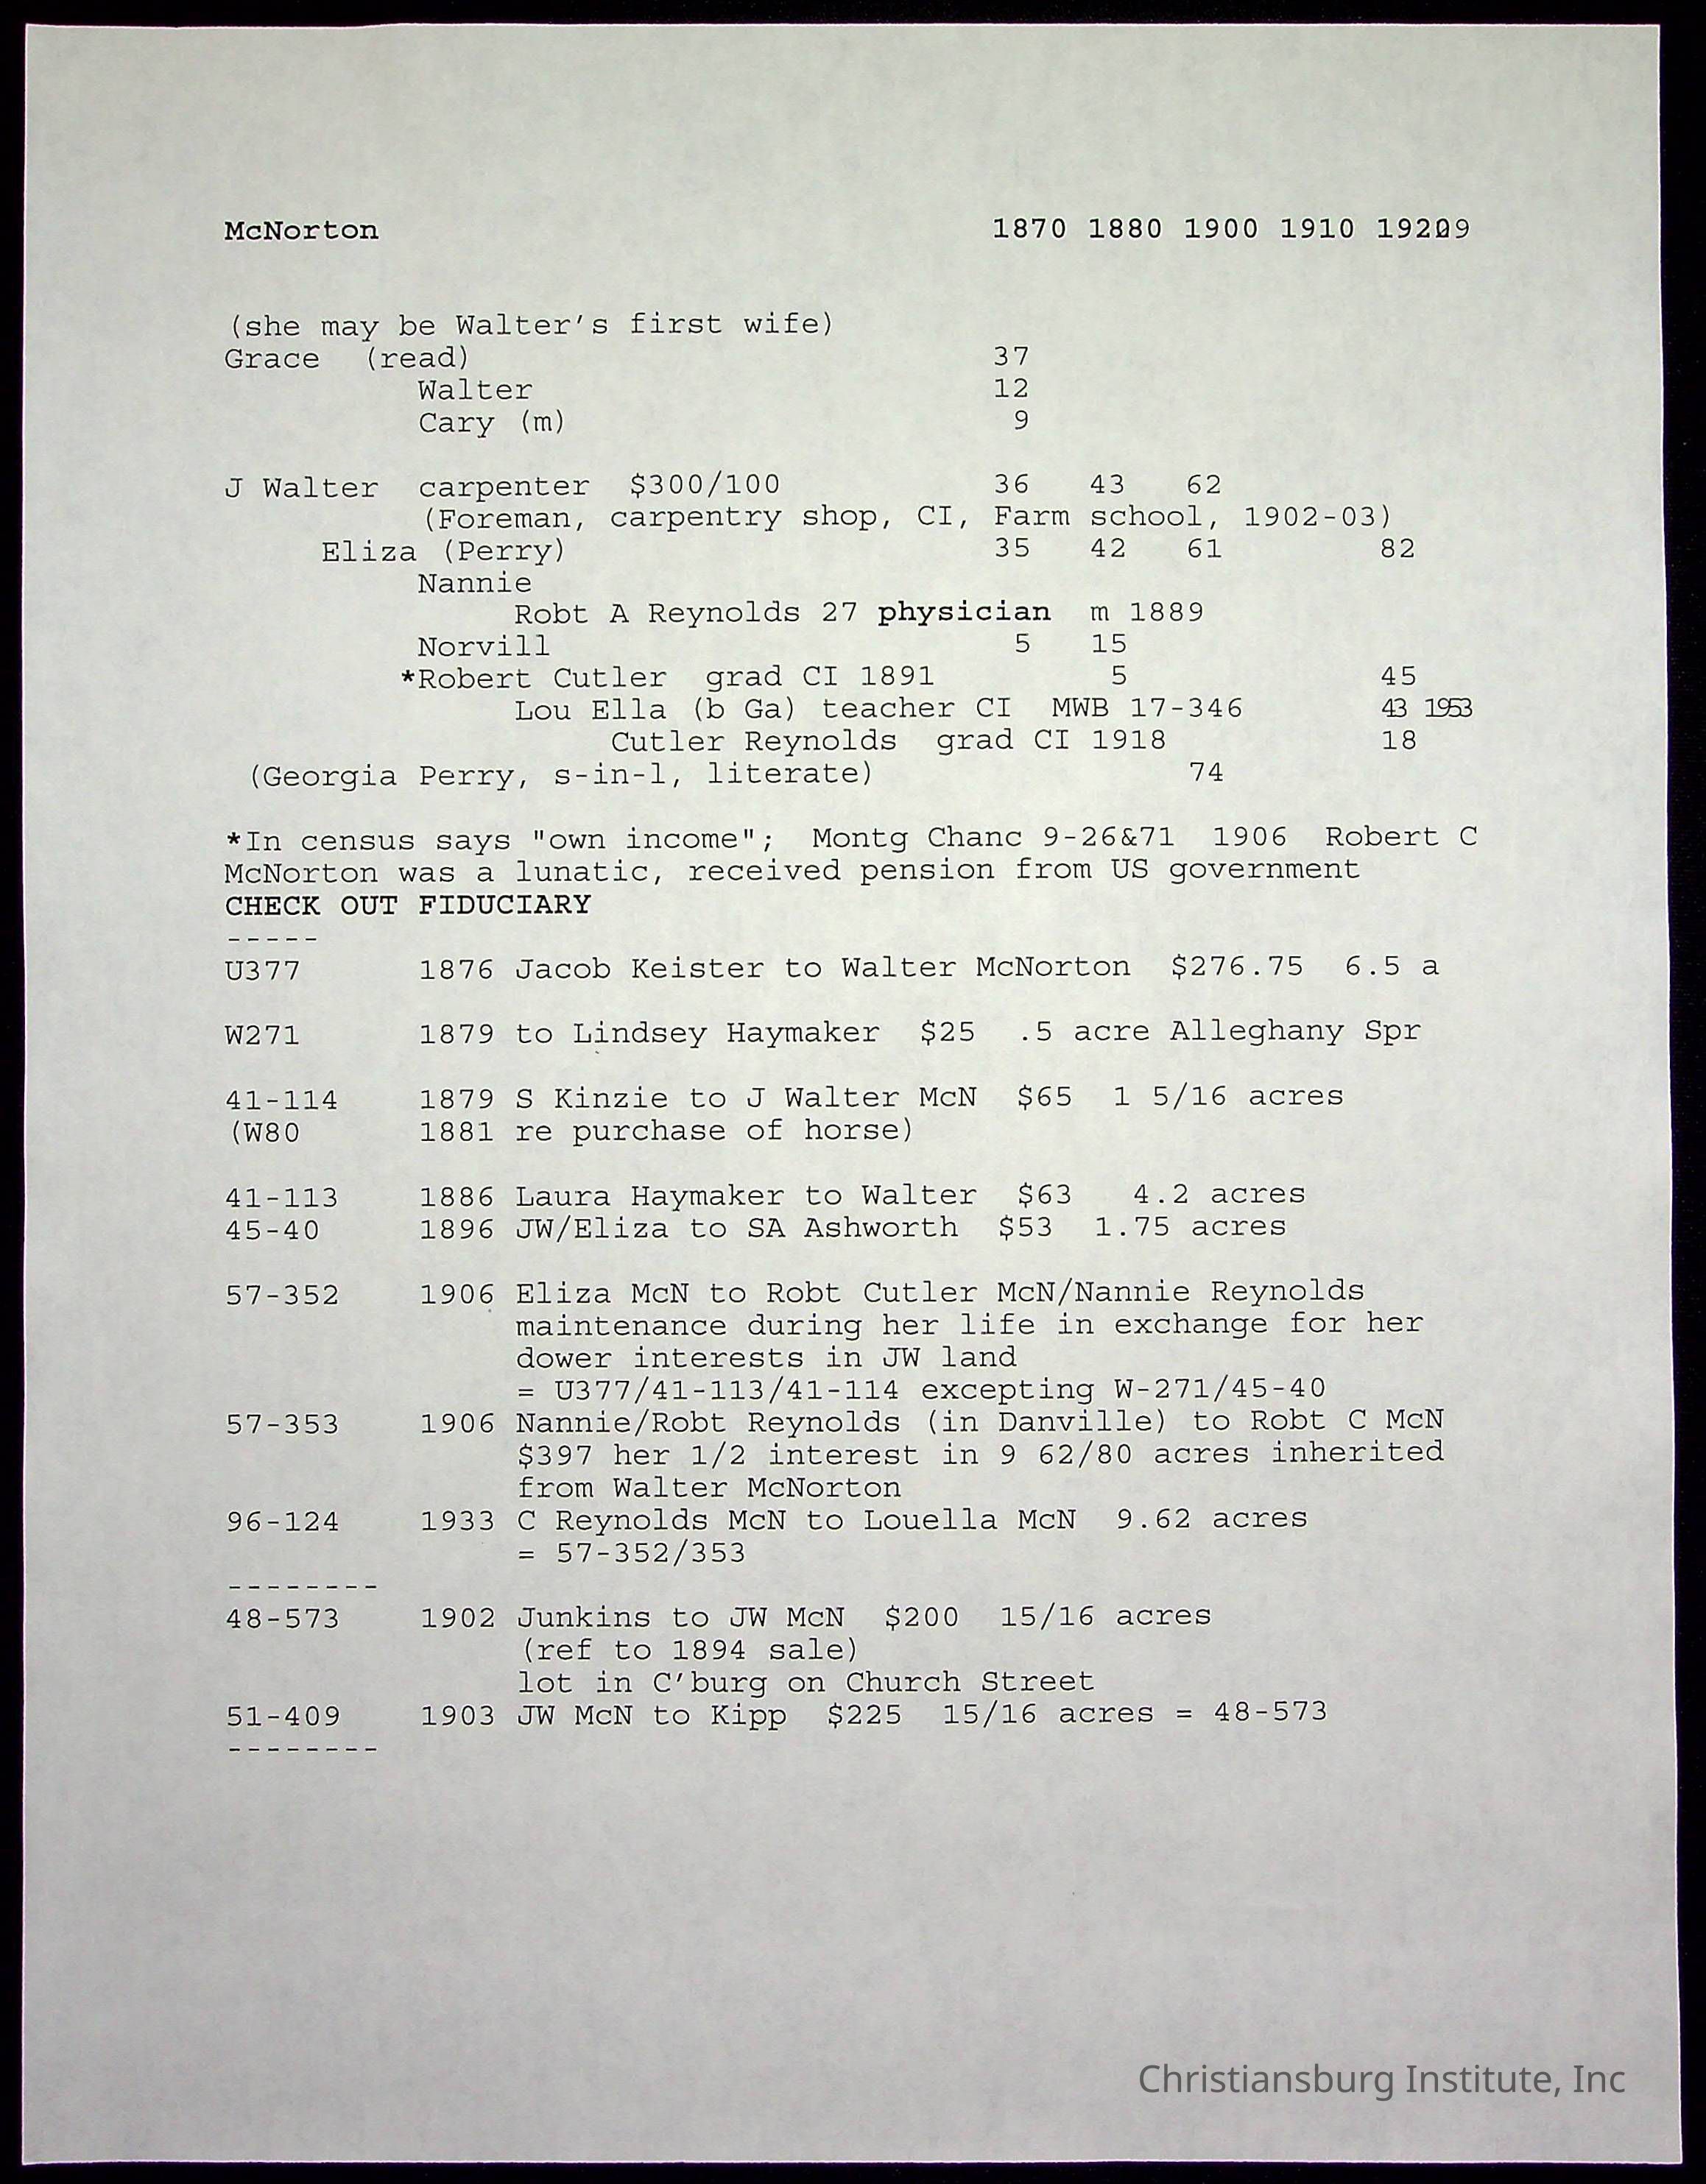 McNorton 1870 1880 1900 1910 19209
(she may be Walter's first wife)
Grace (read) 37
Walter 12
Cary (m) 9
J Walter carpenter $300/100 36 43 62
(Foreman, carpentry shop, CI, Farm school, 1902-03)
Eliza (Perry) 35 42 61 82
Nannie
Robt A Reynolds 27 physician m 1889
Norvill 5 15
*Robert Cutler grad CI 1891 5 45
Lou Ella (b Ga) teacher CI MWB 17-346 43 1953
Cutler Reynolds grad CI 1918 18
(Georgia Perry, s-in-l, literate) 74
*In census says "own income"; Montg Chanc 9-26&71 1906 Robert C
McNorton was a lunatic, received pension from US government
CHECK OUT FIDUCIARY
-----
U377 1876 Jacob Keister to Walter McNorton $276.75 6.5 a
W271 1879 to Lindsey Haymaker $25 .5 acre Alleghany Spr
41-114 1879 S Kinzie to J Walter McN $65 1 5/16 acres
(W80 1881 re purchase of horse)
41-113 1886 Laura Haymaker to Walter $63 4.2 acres
45-40 1896 JW/Eliza to SA Ashworth $53 1.75 acres
57-352 1906 Eliza McN to Robt Cutler McN/Nannie Reynolds
maintenance during her life in exchange for her
dower interests in JW land
= U377/41-113/41-114 excepting W-271/45-40
57-353 1906 Nannie/Robt Reynolds (in Danville) to Robt C McN
$397 her 1/2 interest in 9 62/80 acres inherited
from Walter McNorton
96-124 1933 C Reynolds McN to Louella McN 9.62 acres
= 57-352/353
--------
48-573 1902 Junkins to JW McN $200 15/16 acres
(ref to 1894 sale)
lot in C'burg on Church Street
51-409 1903 JW McN to Kipp $225 15/16 acres = 48-573
--------
Christiansburg Institute, Inc